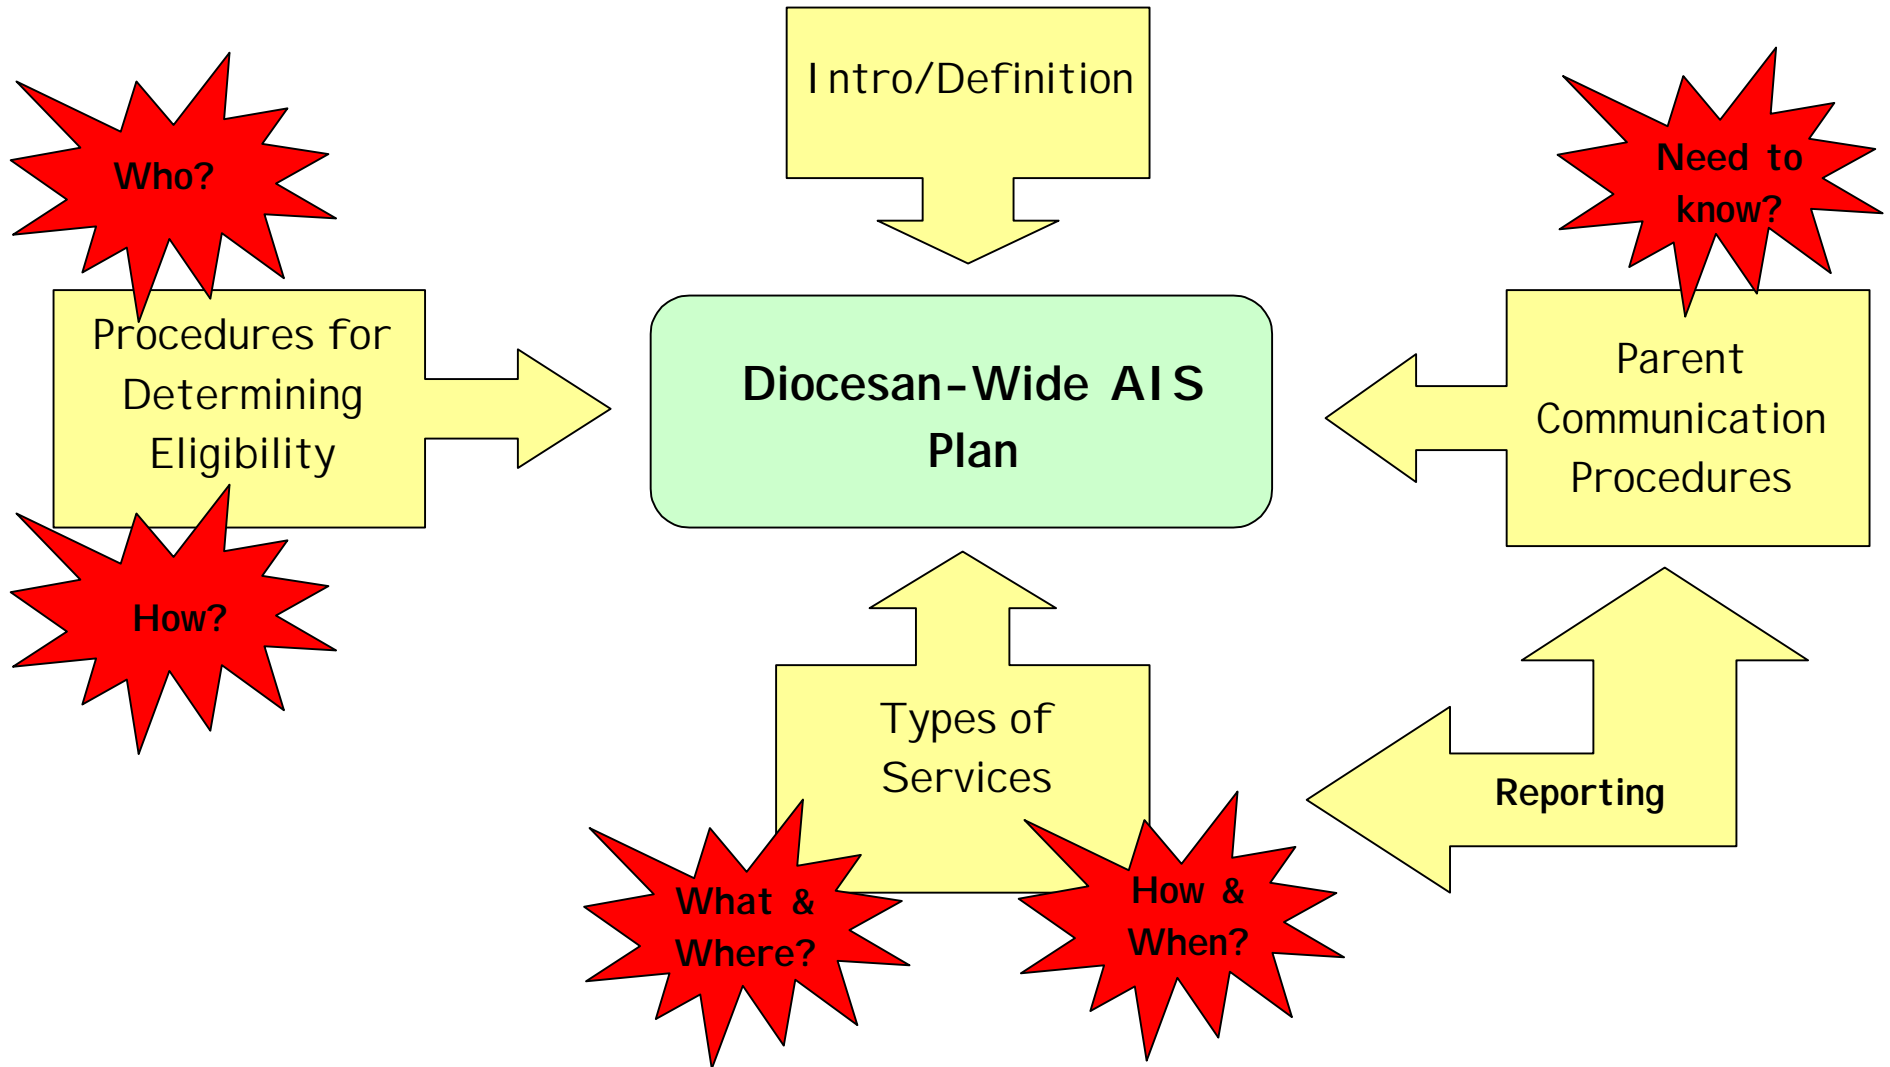 Intro/Definition
Who?
Need to
know?
Procedures for
Determining
Eligibility
Diocesan-Wide AIS
Plan
Parent
Communication
Procedures
How?
Types of
Services
Reporting
What &
Where?
How &
When?